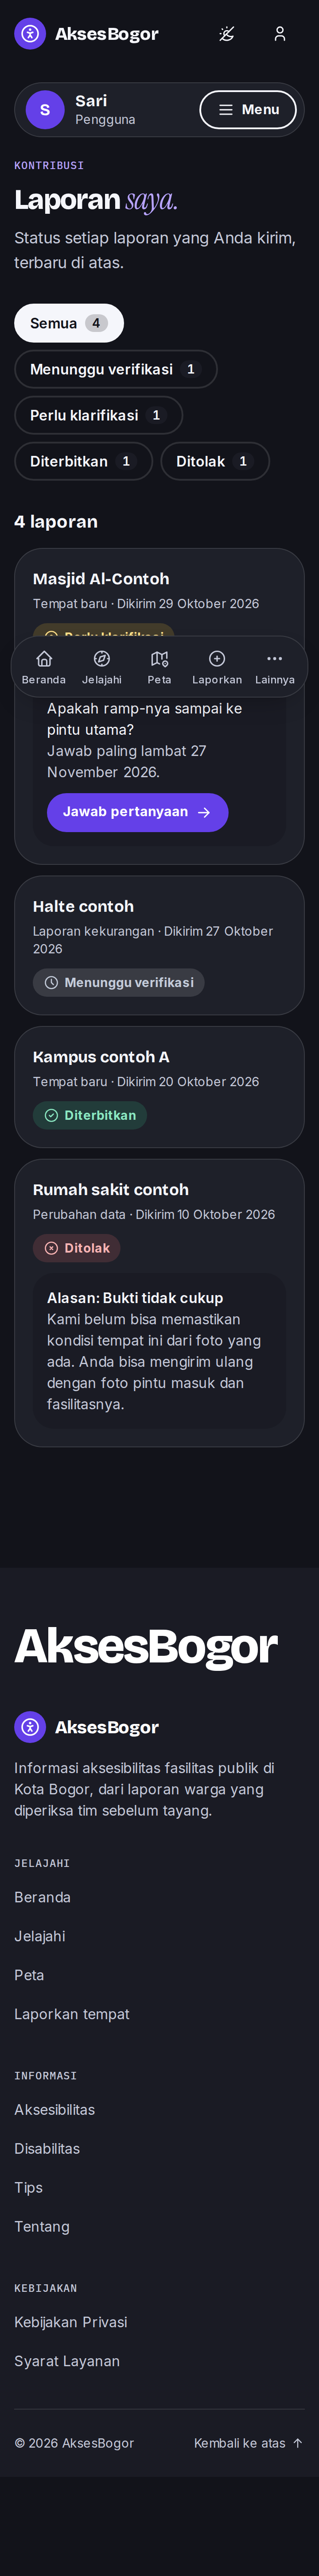 AksesBogor
S
Sari
Pengguna
Menu
KONTRIBUSI
Laporan saya.
Status setiap laporan yang Anda kirim,
terbaru di atas.
Semua 4
Menunggu verifikasi 1
Perlu klarifikasi 1
Diterbitkan 1
Ditolak 1
4 laporan
Masjid Al-Contoh
Tempat baru · Dikirim 29 Oktober 2026
Perlu klarifikasi
Beranda
Jelajahi
Peta
Laporkan
Lainnya
Apakah ramp-nya sampai ke
pintu utama?
Jawab paling lambat 27
November 2026.
Jawab pertanyaan →
Halte contoh
Laporan kekurangan · Dikirim 27 Oktober
2026
Menunggu verifikasi
Kampus contoh A
Tempat baru · Dikirim 20 Oktober 2026
Diterbitkan
Rumah sakit contoh
Perubahan data · Dikirim 10 Oktober 2026
Ditolak
Alasan: Bukti tidak cukup
Kami belum bisa memastikan
kondisi tempat ini dari foto yang
ada. Anda bisa mengirim ulang
dengan foto pintu masuk dan
fasilitasnya.
AksesBogor
AksesBogor
Informasi aksesibilitas fasilitas publik di
Kota Bogor, dari laporan warga yang
diperiksa tim sebelum tayang.
JELAJAHI
Beranda
Jelajahi
Peta
Laporkan tempat
INFORMASI
Aksesibilitas
Disabilitas
Tips
Tentang
KEBIJAKAN
Kebijakan Privasi
Syarat Layanan
© 2026 AksesBogor
Kembali ke atas ↑